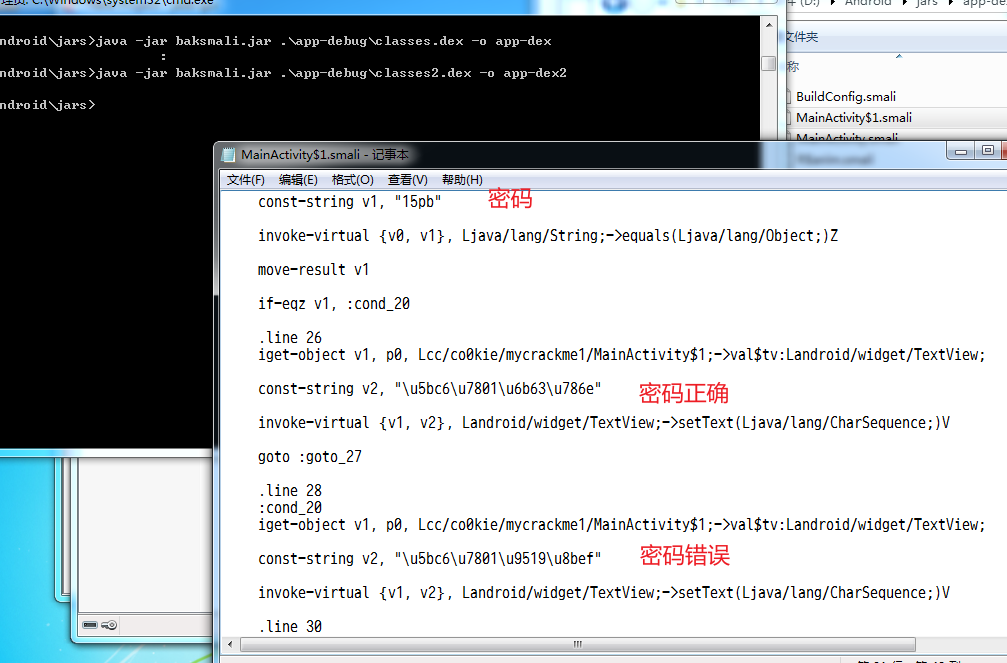 C:\Windows\system32\cmd.exe
(D:) ▸ Android ▸ jars ▸ app-de
ndroid\jars>java -jar baksmali.jar .\app-debug\classes.dex -o app-dex
:
ndroid\jars>java -jar baksmali.jar .\app-debug\classes2.dex -o app-dex2
ndroid\jars>
文件夹
称
BuildConfig.smali
MainActivity$1.smali
MainActivity.smali
MainActivity$1.smali - 记事本
文件(F) 编辑(E) 格式(O) 查看(V) 帮助(H)
const-string v1, "15pb" 密码
invoke-virtual {v0, v1}, Ljava/lang/String;->equals(Ljava/lang/Object;)Z
move-result v1
if-eqz v1, :cond_20
.line 26
iget-object v1, p0, Lcc/co0kie/mycrackme1/MainActivity$1;->val$tv:Landroid/widget/TextView;
const-string v2, "\u5bc6\u7801\u6b63\u786e" 密码正确
invoke-virtual {v1, v2}, Landroid/widget/TextView;->setText(Ljava/lang/CharSequence;)V
goto :goto_27
.line 28
:cond_20
iget-object v1, p0, Lcc/co0kie/mycrackme1/MainActivity$1;->val$tv:Landroid/widget/TextView;
const-string v2, "\u5bc6\u7801\u9519\u8bef" 密码错误
invoke-virtual {v1, v2}, Landroid/widget/TextView;->setText(Ljava/lang/CharSequence;)V
.line 30